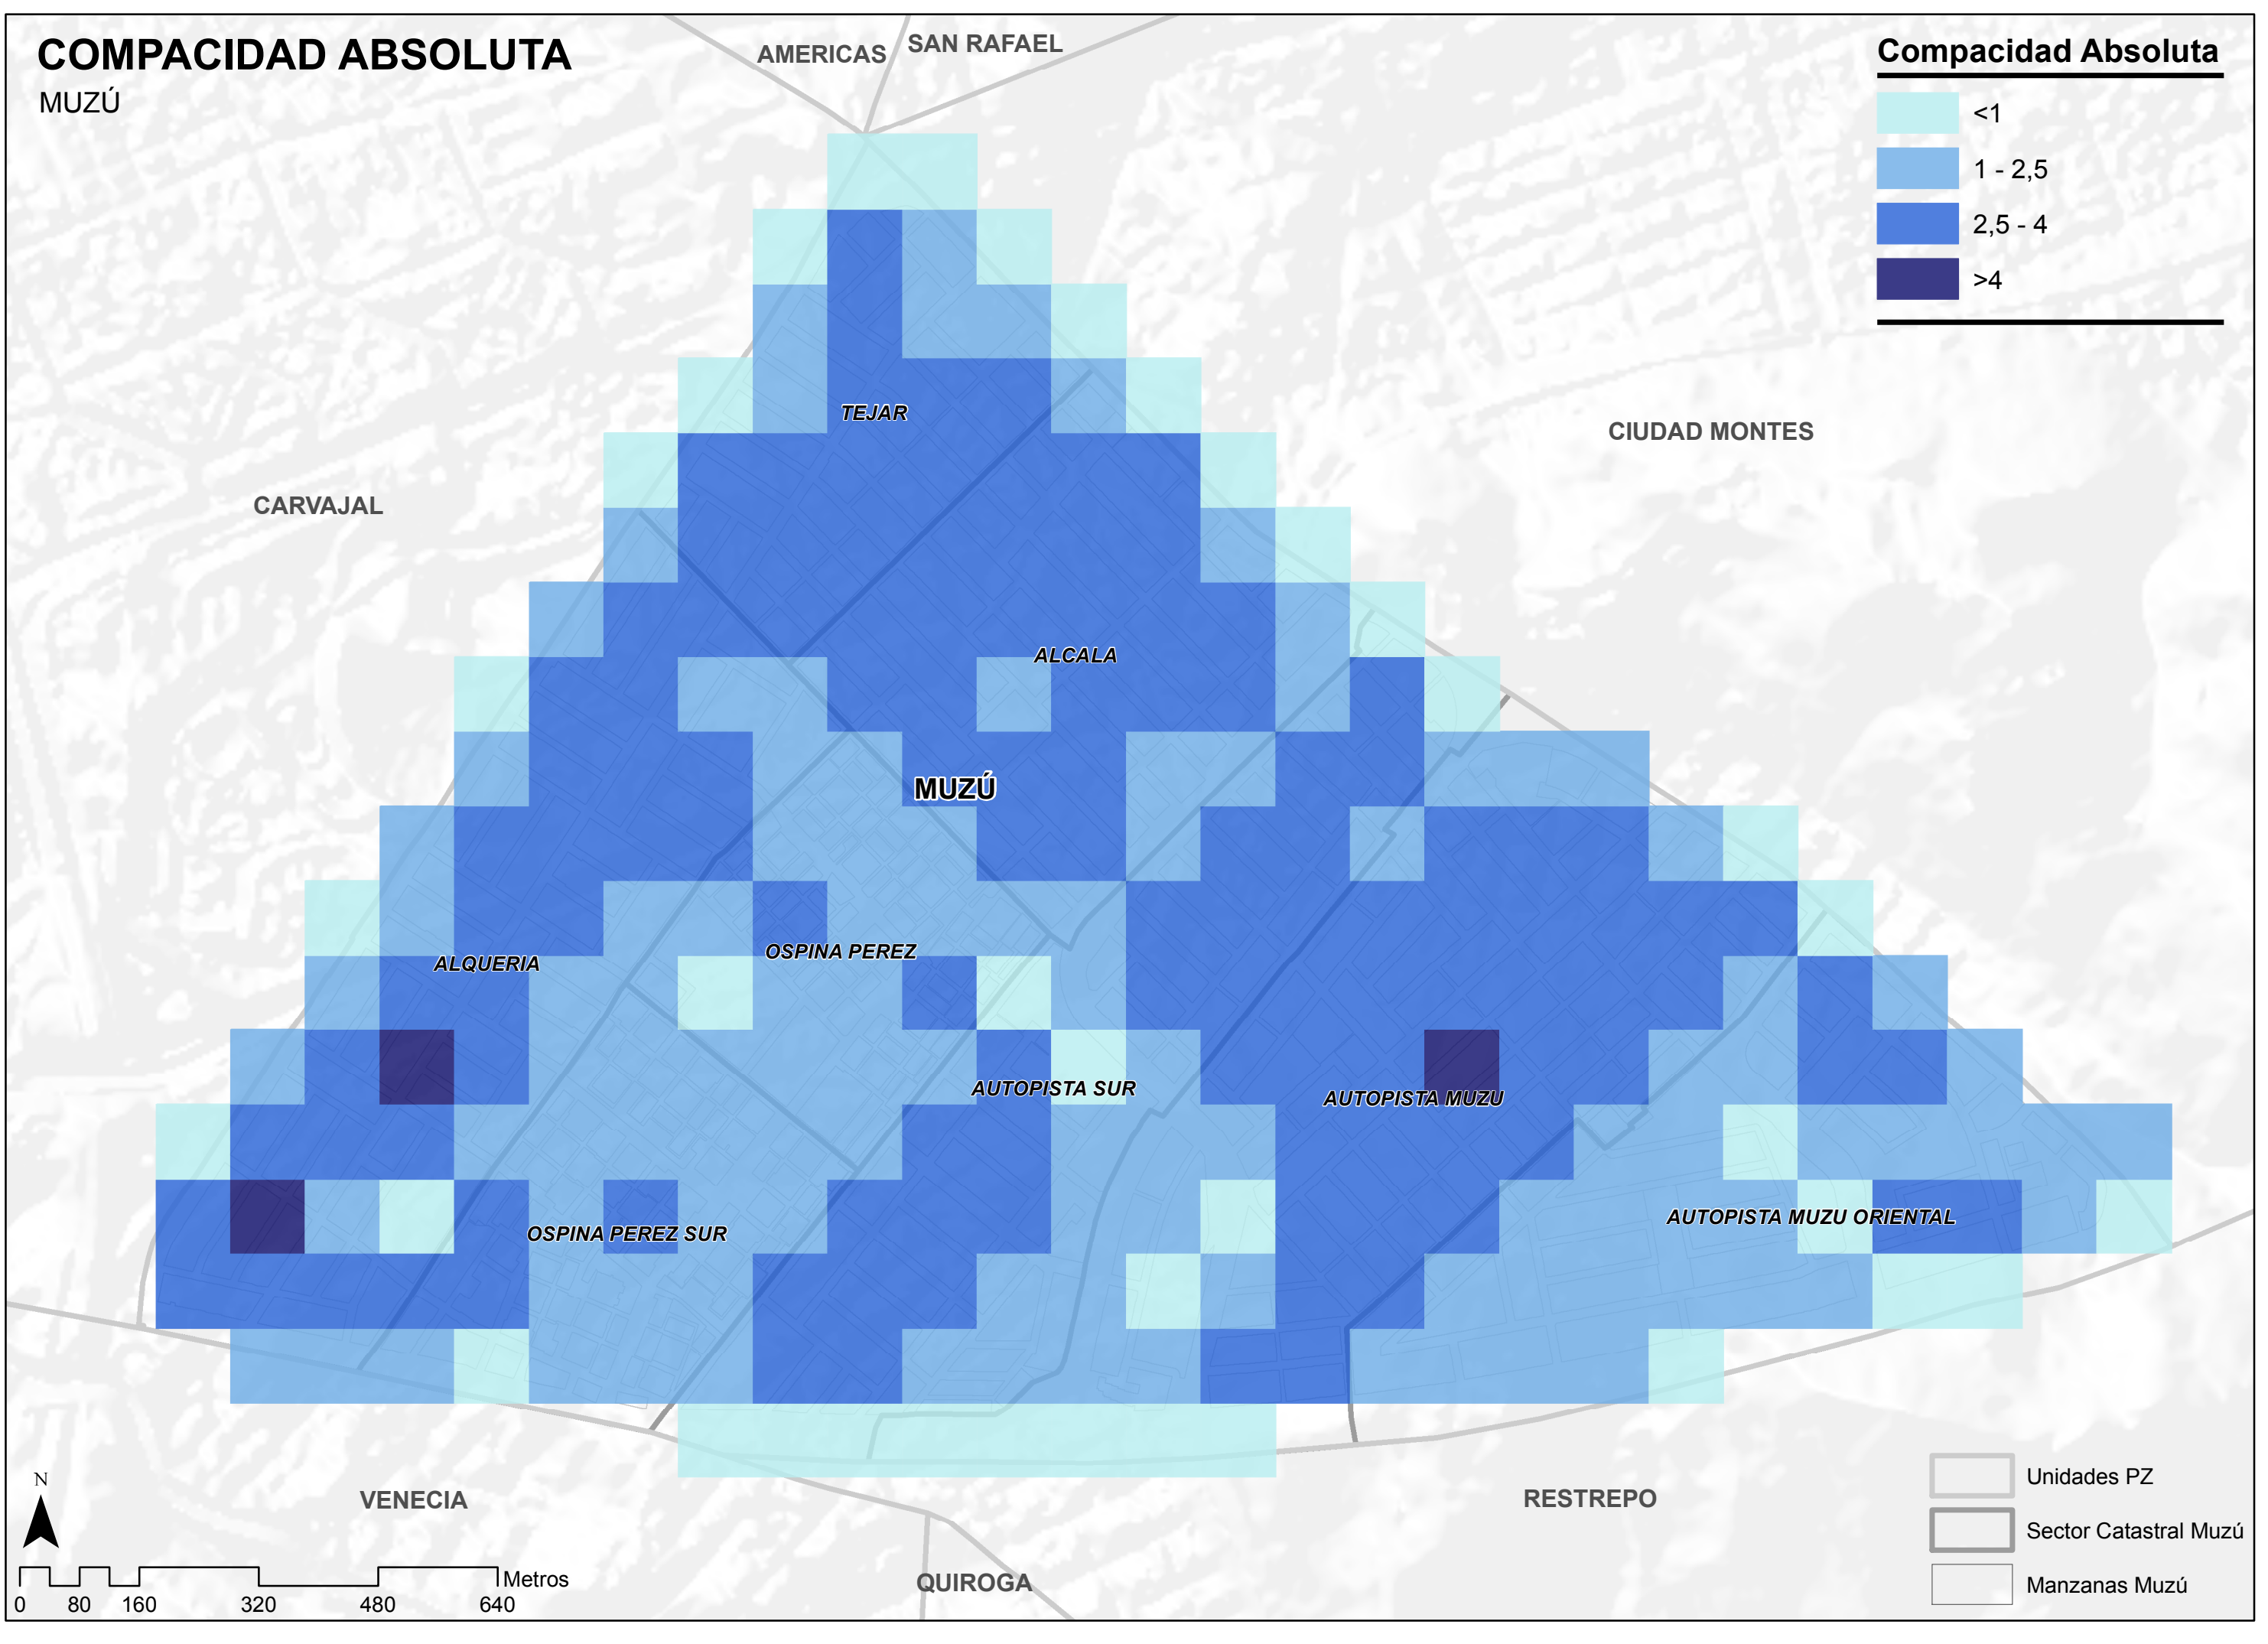 COMPACIDAD ABSOLUTA
MUZÚ
AMERICAS
SAN RAFAEL
Compacidad Absoluta
<1
1 - 2,5
2,5 - 4
>4
TEJAR
CIUDAD MONTES
CARVAJAL
ALCALA
MUZÚ
OSPINA PEREZ
ALQUERIA
AUTOPISTA SUR
AUTOPISTA MUZU
AUTOPISTA MUZU ORIENTAL
OSPINA PEREZ SUR
VENECIA
RESTREPO
QUIROGA
N
Metros
0 80 160 320 480 640
Unidades PZ
Sector Catastral Muzú
Manzanas Muzú